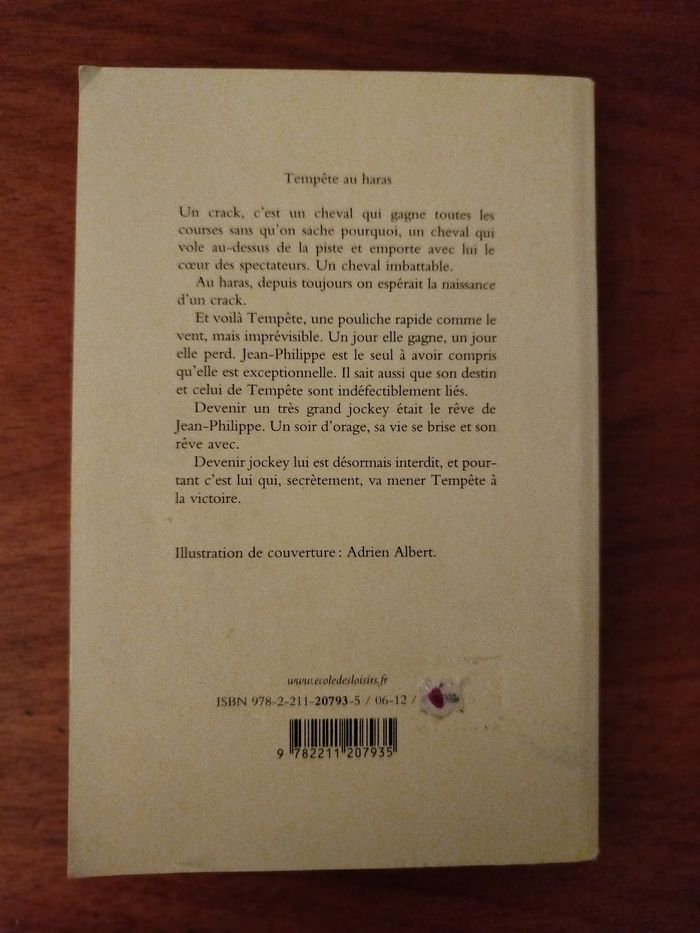 Tempête au haras
Un crack, c'est un cheval qui gagne toutes les
courses sans qu'on sache pourquoi, un cheval qui
vole au-dessus de la piste et emporte avec lui le
cœur des spectateurs. Un cheval imbattable.
Au haras, depuis toujours on espérait la naissance
d'un crack.
Et voilà Tempête, une pouliche rapide comme le
vent, mais imprévisible. Un jour elle gagne, un jour
elle perd. Jean-Philippe est le seul à avoir compris
qu'elle est exceptionnelle. Il sait aussi que son destin
et celui de Tempête sont indéfectiblement liés.
Devenir un très grand jockey était le rêve de
Jean-Philippe. Un soir d'orage, sa vie se brise et son
rêve avec.
Devenir jockey lui est désormais interdit, et pour-
tant c'est lui qui, secrètement, va mener Tempête à
la victoire.
Illustration de couverture : Adrien Albert.
www.ecoledesloisirs.fr
ISBN 978-2-211-20793-5 / 06-12 /
9 782211 207935